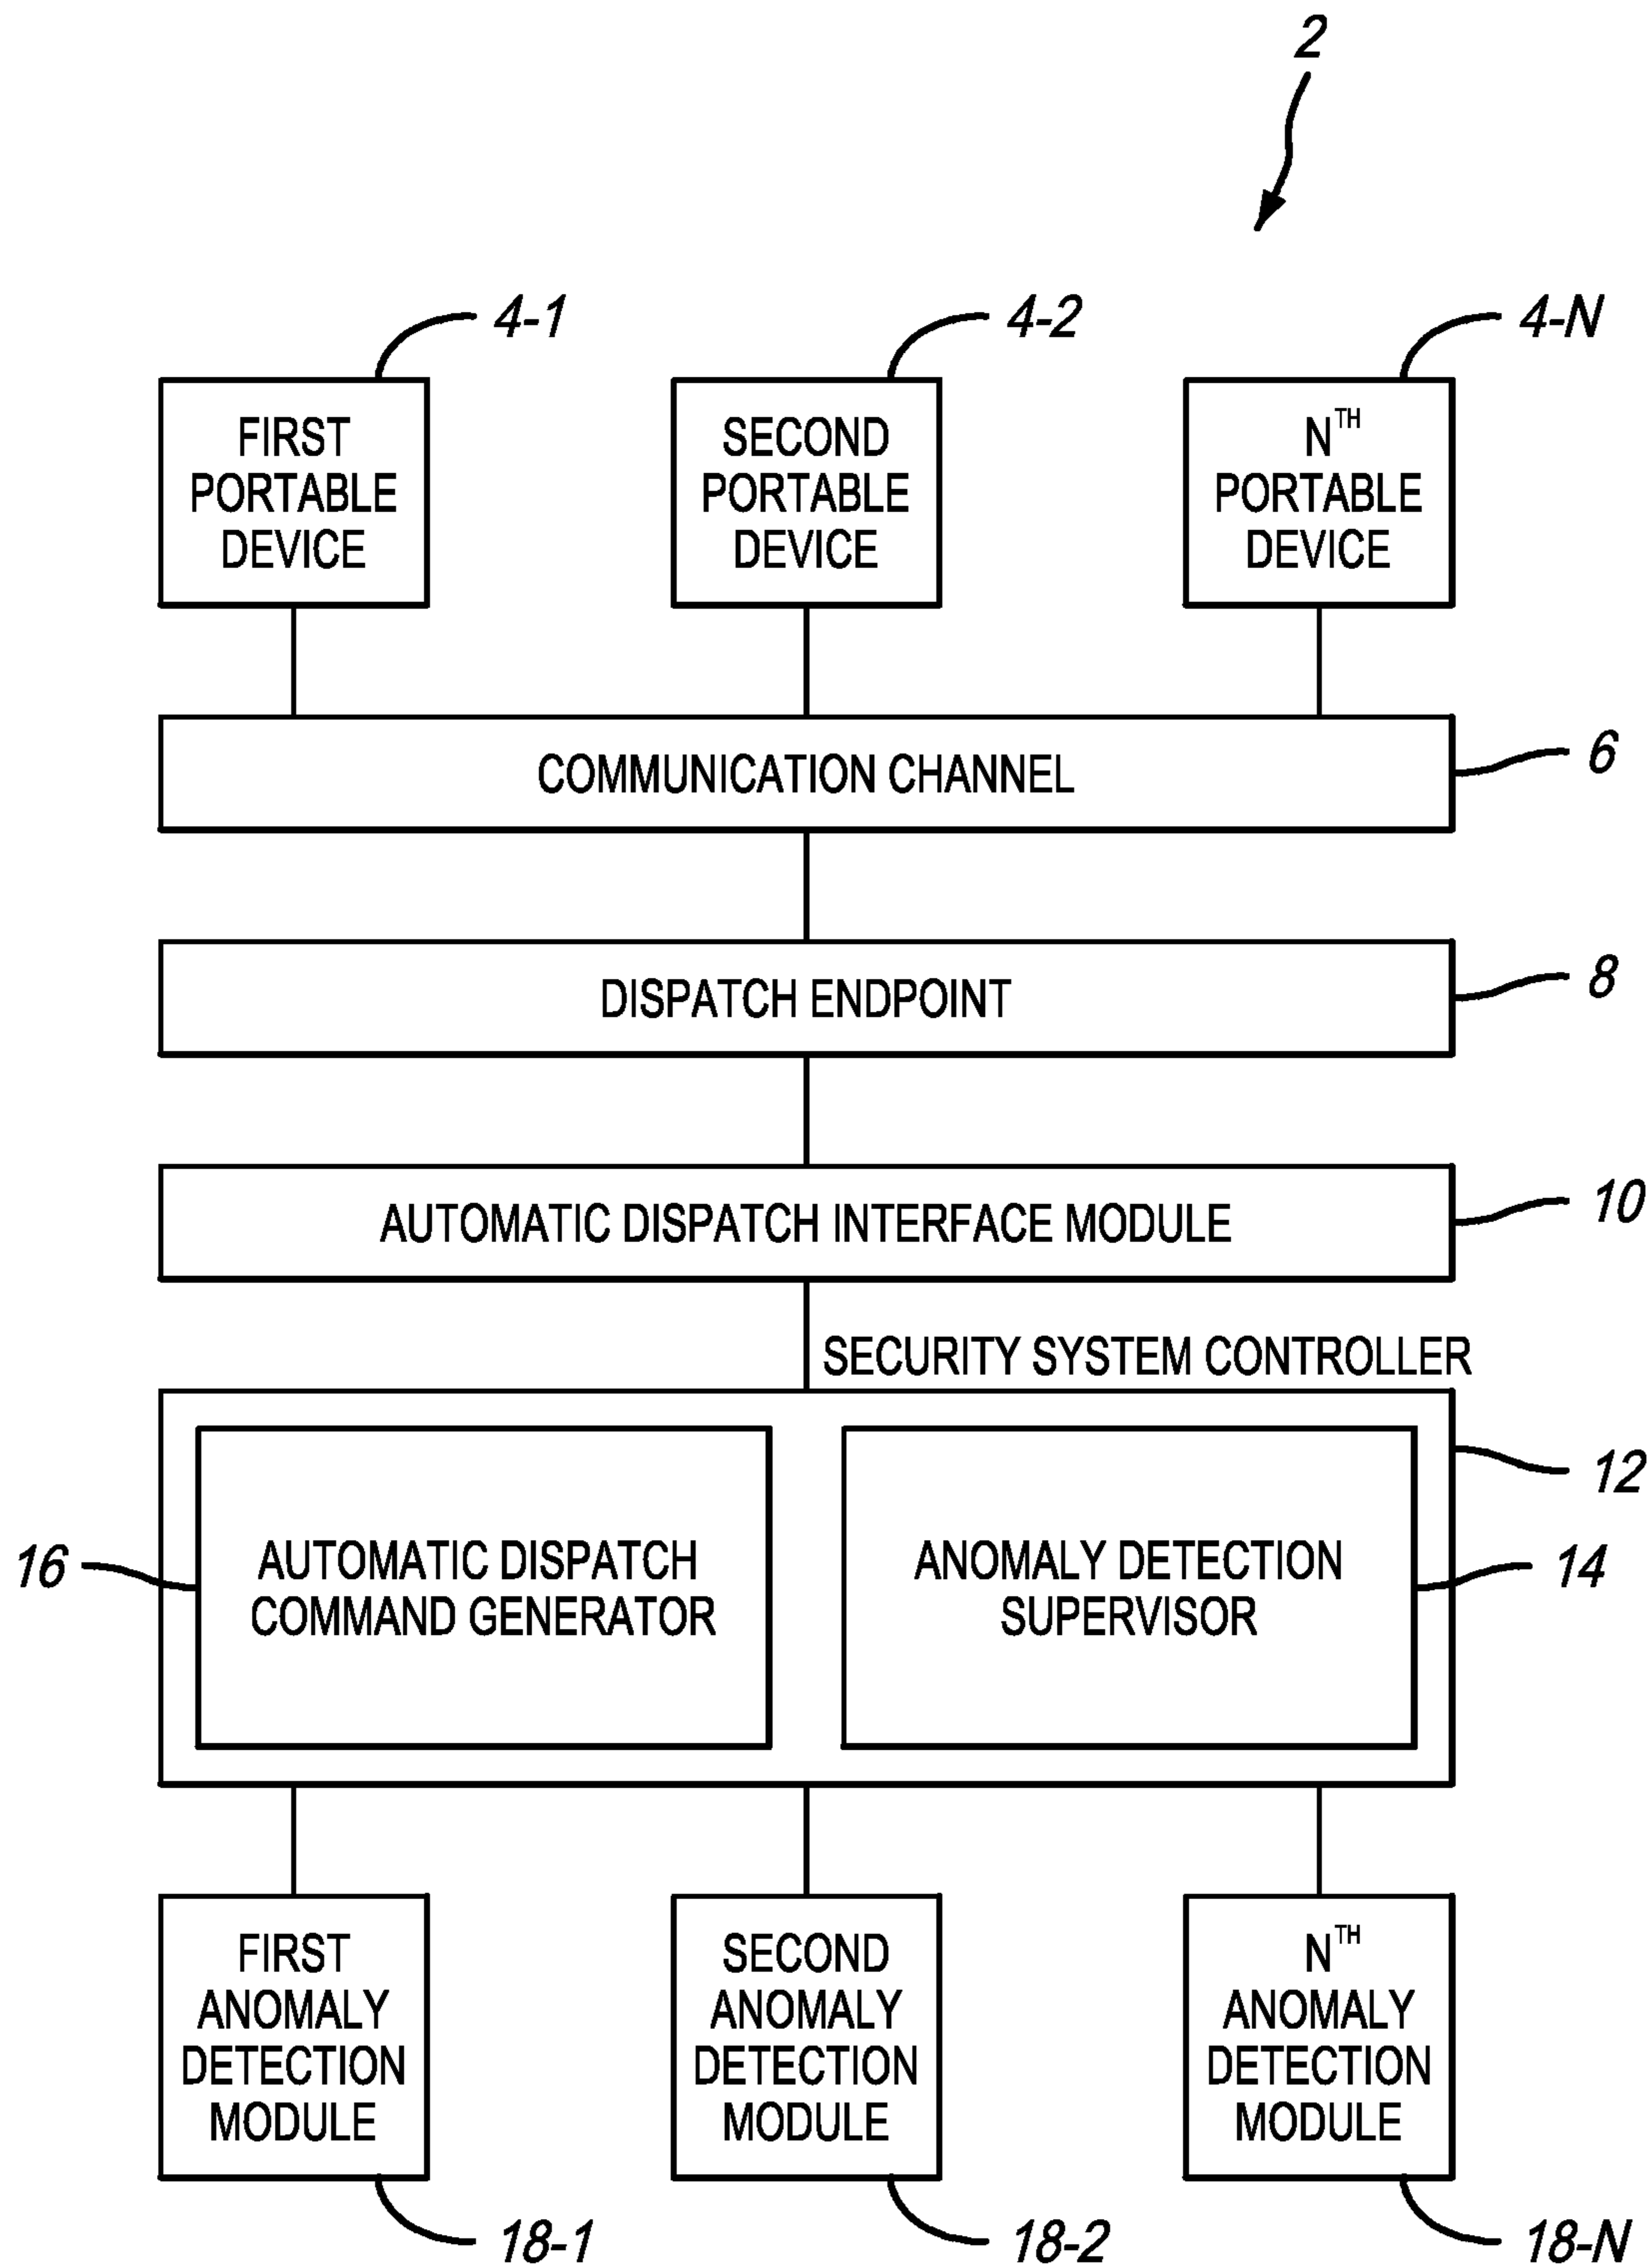 2
4-1
4-2
4-N
FIRST
PORTABLE
DEVICE
SECOND
PORTABLE
DEVICE
NTH
PORTABLE
DEVICE
COMMUNICATION CHANNEL
6
DISPATCH ENDPOINT
8
AUTOMATIC DISPATCH INTERFACE MODULE
10
SECURITY SYSTEM CONTROLLER
12
16
AUTOMATIC DISPATCH
COMMAND GENERATOR
ANOMALY DETECTION
SUPERVISOR
14
FIRST
ANOMALY
DETECTION
MODULE
SECOND
ANOMALY
DETECTION
MODULE
NTH
ANOMALY
DETECTION
MODULE
18-1
18-2
18-N